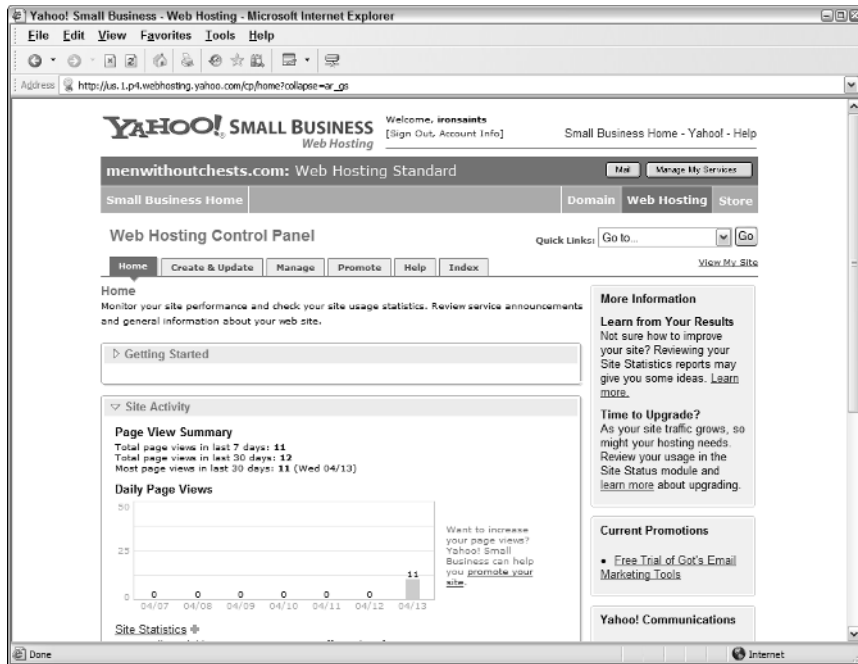 Yahoo! Small Business - Web Hosting - Microsoft Internet Explorer
File Edit View Favorites Tools Help
Address http://us.1.p4.webhosting.yahoo.com/cp/home?collapse=ar_gs
YAHOO! SMALL BUSINESS
Web Hosting
Welcome, ironsaints
[Sign Out, Account Info]
Small Business Home - Yahoo! - Help
menwithoutchests.com: Web Hosting Standard
Mail Manage My Services
Small Business Home Domain Web Hosting Store
Web Hosting Control Panel
Quick Links: Go to... Go
Home Create & Update Manage Promote Help Index
View My Site
Home
Monitor your site performance and check your site usage statistics. Review service announcements
and general information about your web site.
Getting Started
Site Activity
Page View Summary
Total page views in last 7 days: 11
Total page views in last 30 days: 12
Most page views in last 30 days: 11 (Wed 04/13)
Daily Page Views
50
25
0
0 0 0 0 0 0 11
04/07 04/08 04/09 04/10 04/11 04/12 04/13
Want to increase
your page views?
Yahoo! Small
Business can help
you promote your
site.
Site Statistics
More Information
Learn from Your Results
Not sure how to improve
your site? Reviewing your
Site Statistics reports may
give you some ideas. Learn
more.
Time to Upgrade?
As your site traffic grows, so
might your hosting needs.
Review your usage in the
Site Status module and
learn more about upgrading.
Current Promotions
• Free Trial of Got's Email
Marketing Tools
Yahoo! Communications
Done
Internet